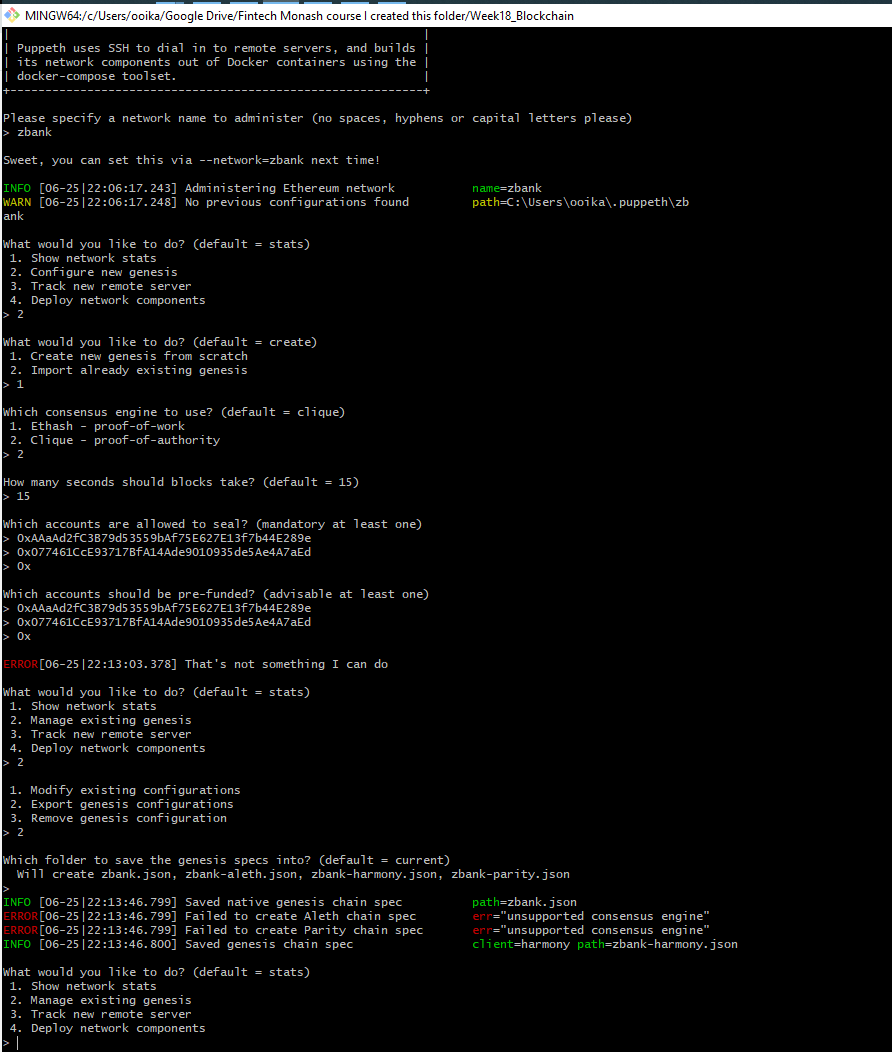 MINGW64:/c/Users/ooika/Google Drive/Fintech Monash course I created this folder/Week18_Blockchain
|                                                           |
| Puppeth uses SSH to dial in to remote servers, and builds |
| its network components out of Docker containers using the |
| docker-compose toolset.                                   |
+-----------------------------------------------------------+
Please specify a network name to administer (no spaces, hyphens or capital letters please)
> zbank
Sweet, you can set this via --network=zbank next time!
INFO [06-25|22:06:17.243] Administering Ethereum network           name=zbank
WARN [06-25|22:06:17.248] No previous configurations found         path=C:\Users\ooika\.puppeth\zb
ank
What would you like to do? (default = stats)
 1. Show network stats
 2. Configure new genesis
 3. Track new remote server
 4. Deploy network components
> 2
What would you like to do? (default = create)
 1. Create new genesis from scratch
 2. Import already existing genesis
> 1
Which consensus engine to use? (default = clique)
 1. Ethash - proof-of-work
 2. Clique - proof-of-authority
> 2
How many seconds should blocks take? (default = 15)
> 15
Which accounts are allowed to seal? (mandatory at least one)
> 0xAAaAd2fC3B79d53559bAf75E627E13f7b44E289e
> 0x077461CcE93717BfA14Ade9010935de5Ae4A7aEd
> 0x
Which accounts should be pre-funded? (advisable at least one)
> 0xAAaAd2fC3B79d53559bAf75E627E13f7b44E289e
> 0x077461CcE93717BfA14Ade9010935de5Ae4A7aEd
> 0x
ERROR[06-25|22:13:03.378] That's not something I can do
What would you like to do? (default = stats)
 1. Show network stats
 2. Manage existing genesis
 3. Track new remote server
 4. Deploy network components
> 2
 1. Modify existing configurations
 2. Export genesis configurations
 3. Remove genesis configuration
> 2
Which folder to save the genesis specs into? (default = current)
  Will create zbank.json, zbank-aleth.json, zbank-harmony.json, zbank-parity.json
>
INFO [06-25|22:13:46.799] Saved native genesis chain spec          path=zbank.json
ERROR[06-25|22:13:46.799] Failed to create Aleth chain spec        err="unsupported consensus engine"
ERROR[06-25|22:13:46.799] Failed to create Parity chain spec       err="unsupported consensus engine"
INFO [06-25|22:13:46.800] Saved genesis chain spec                 client=harmony path=zbank-harmony.json
What would you like to do? (default = stats)
 1. Show network stats
 2. Manage existing genesis
 3. Track new remote server
 4. Deploy network components
>